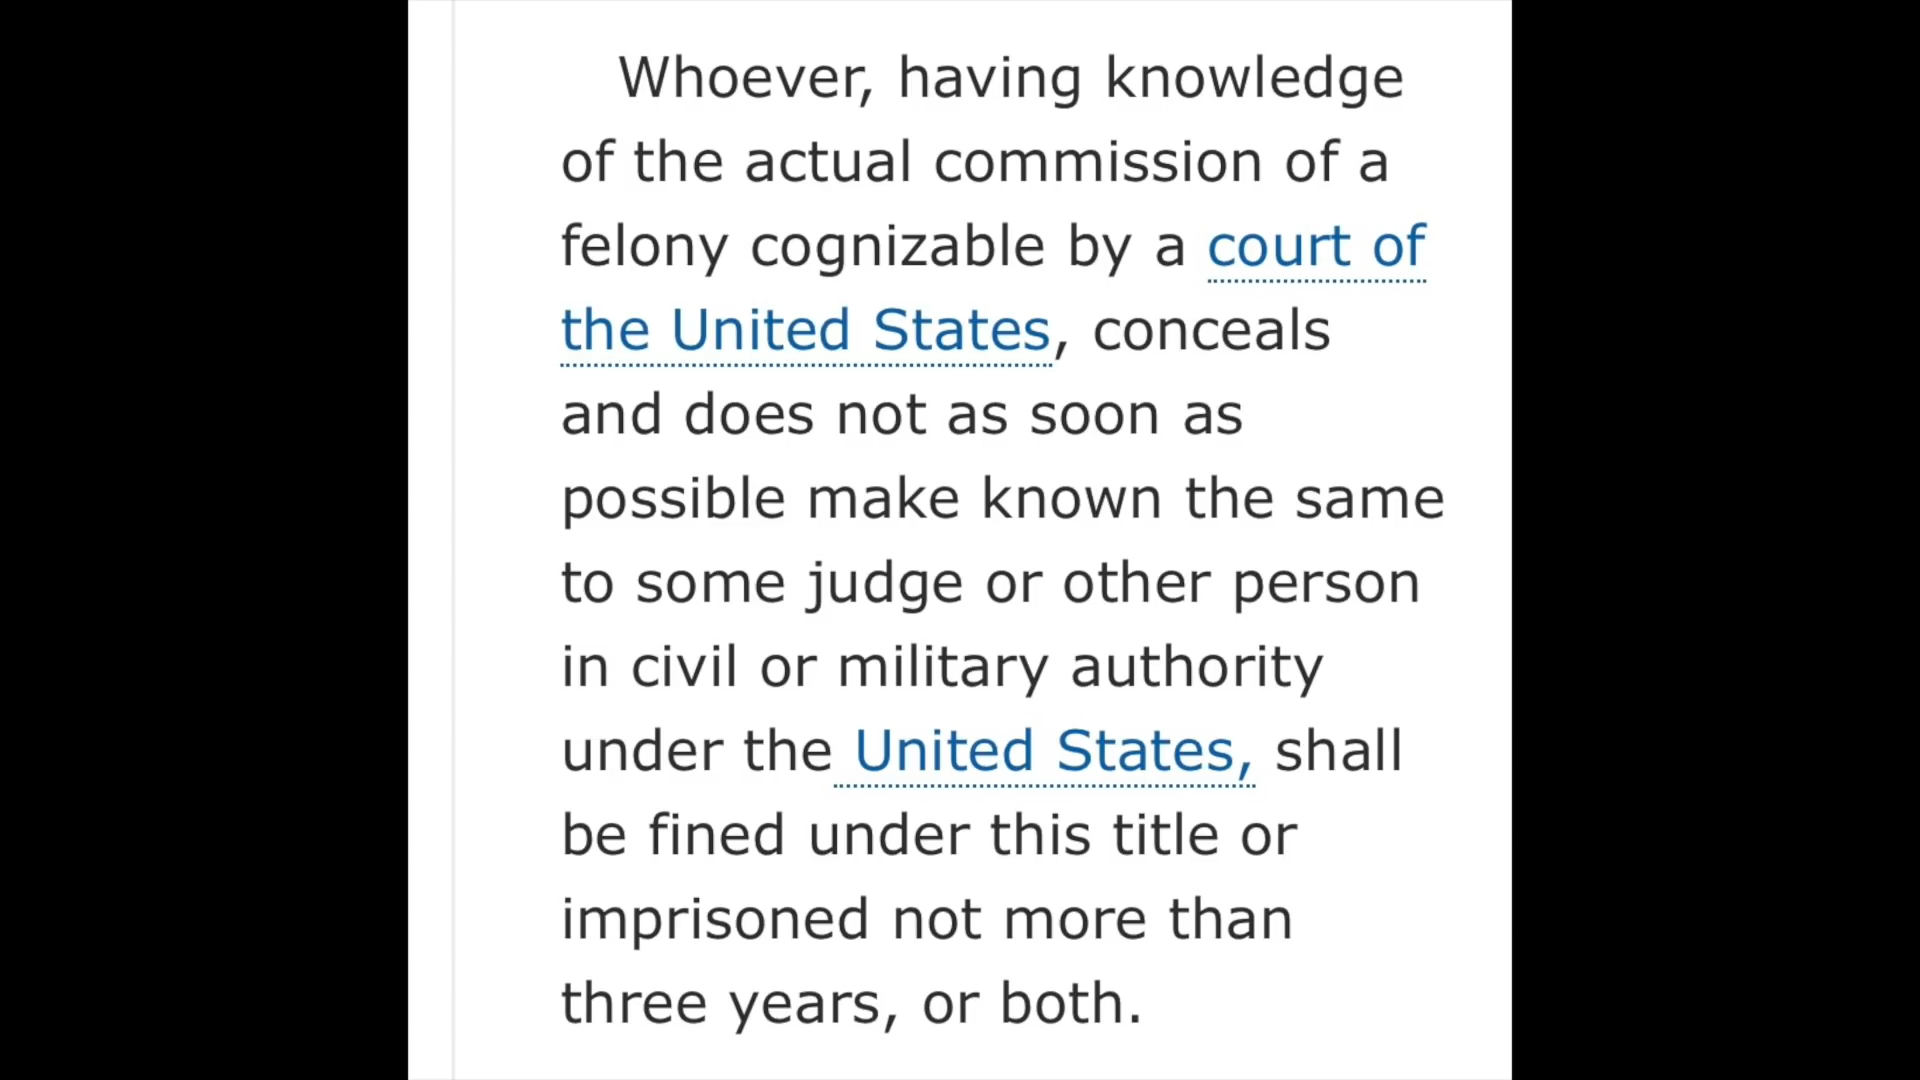 Whoever, having knowledge
of the actual commission of a
felony cognizable by a court of
the United States, conceals
and does not as soon as
possible make known the same
to some judge or other person
in civil or military authority
under the United States, shall
be fined under this title or
imprisoned not more than
three years, or both.